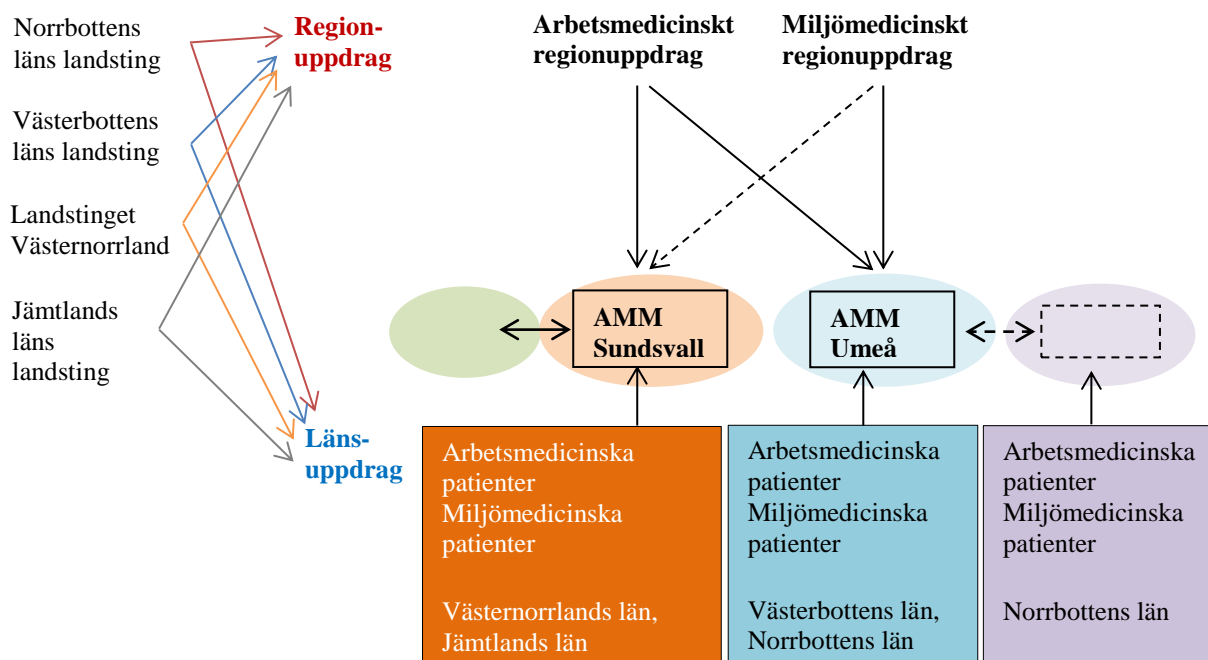 Norrbottens
läns landsting
Västerbottens
läns landsting
Landstinget
Västernorrland
Jämtlands
läns
landsting
Region-
uppdrag
Läns-
uppdrag
Arbetsmedicinskt
regionuppdrag
Miljömedicinskt
regionuppdrag
AMM
Sundsvall
AMM
Umeå
Arbetsmedicinska
patienter
Miljömedicinska
patienter
Västernorrlands län,
Jämtlands län
Arbetsmedicinska
patienter
Miljömedicinska
patienter
Västerbottens län,
Norrbottens län
Arbetsmedicinska
patienter
Miljömedicinska
patienter
Norrbottens län